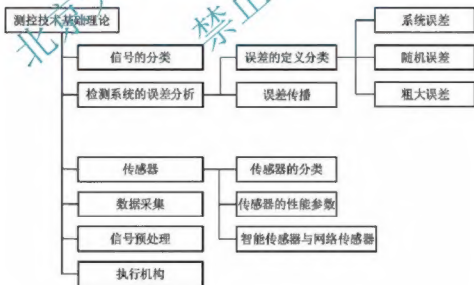 测控技术基础理论
信号的分类
检测系统的误差分析
误差的定义分类
误差传播
系统误差
随机误差
粗大误差
传感器
传感器的分类
传感器的性能参数
智能传感器与网络传感器
数据采集
信号预处理
执行机构
北京
禁止